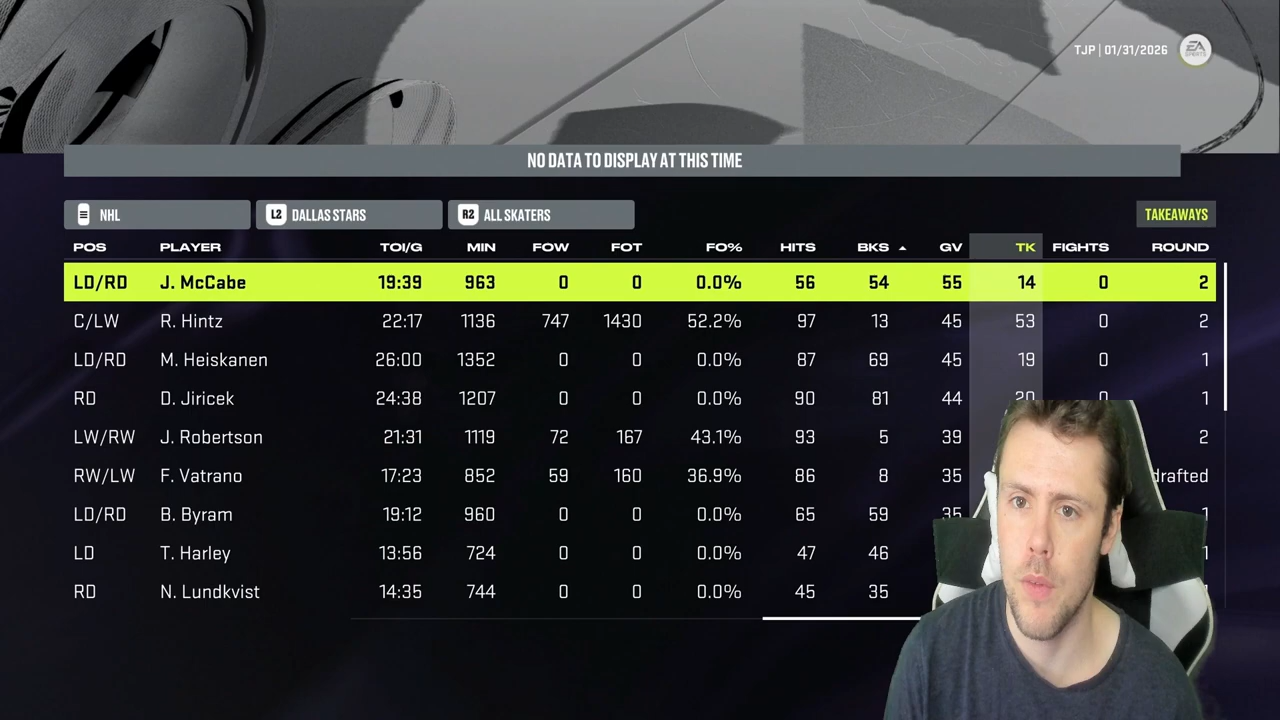 TJP | 01/31/2026 EA SPORTS
NO DATA TO DISPLAY AT THIS TIME
NHL L2 DALLAS STARS R2 ALL SKATERS TAKEAWAYS
POS PLAYER TOI/G MIN FOW FOT FO% HITS BKS GV TK FIGHTS ROUND
LD/RD J. McCabe 19:39 963 0 0 0.0% 56 54 55 14 0 2
C/LW R. Hintz 22:17 1136 747 1430 52.2% 97 13 45 53 0 2
LD/RD M. Heiskanen 26:00 1352 0 0 0.0% 87 69 45 19 0 1
RD D. Jiricek 24:38 1207 0 0 0.0% 90 81 44 20 0 1
LW/RW J. Robertson 21:31 1119 72 167 43.1% 93 5 39 2
RW/LW F. Vatrano 17:23 852 59 160 36.9% 86 8 35 drafted
LD/RD B. Byram 19:12 960 0 0 0.0% 65 59 35 1
LD T. Harley 13:56 724 0 0 0.0% 47 46 1
RD N. Lundkvist 14:35 744 0 0 0.0% 45 35